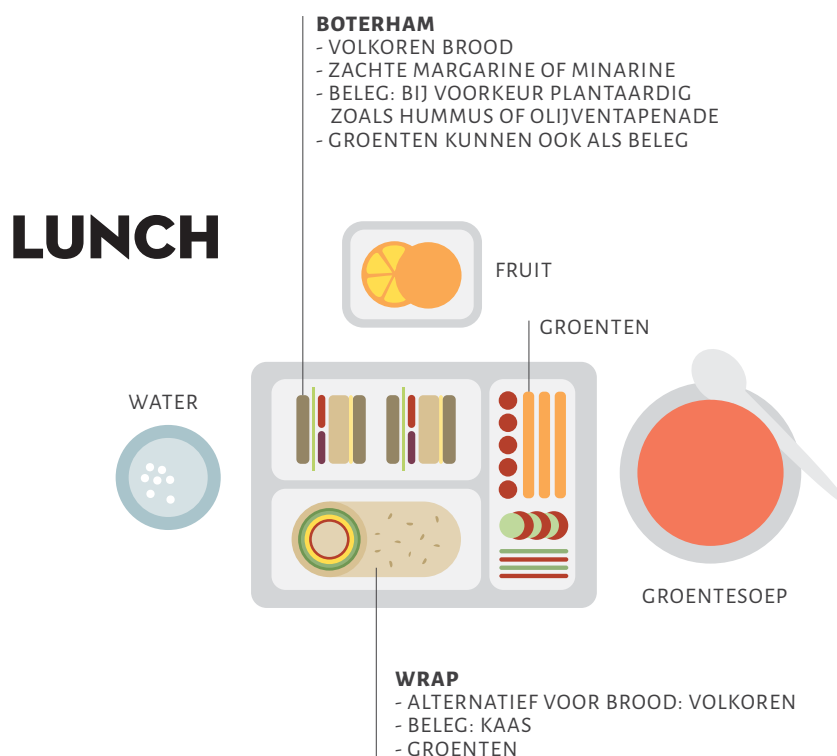 BOTERHAM
- VOLKOREN BROOD
- ZACHTE MARGARINE OF MINARINE
- BELEG: BIJ VOORKEUR PLANTAARDIG
ZOALS HUMMUS OF OLIJVENTAPENADE
- GROENTEN KUNNEN OOK ALS BELEG
LUNCH
FRUIT
GROENTEN
WATER
GROENTESOEP
WRAP
- ALTERNATIEF VOOR BROOD: VOLKOREN
- BELEG: KAAS
- GROENTEN